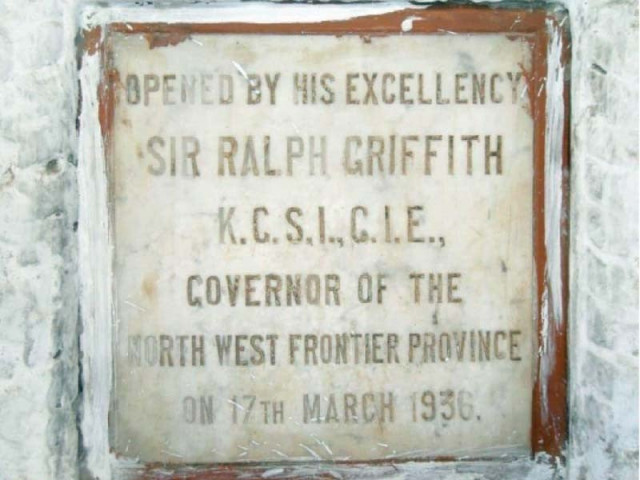 OPENED BY HIS EXCELLENCY
SIR RALPH GRIFFITH
K.C.S.I., C.I.E.,
GOVERNOR OF THE
NORTH WEST FRONTIER PROVINCE
ON 17TH MARCH 1936.